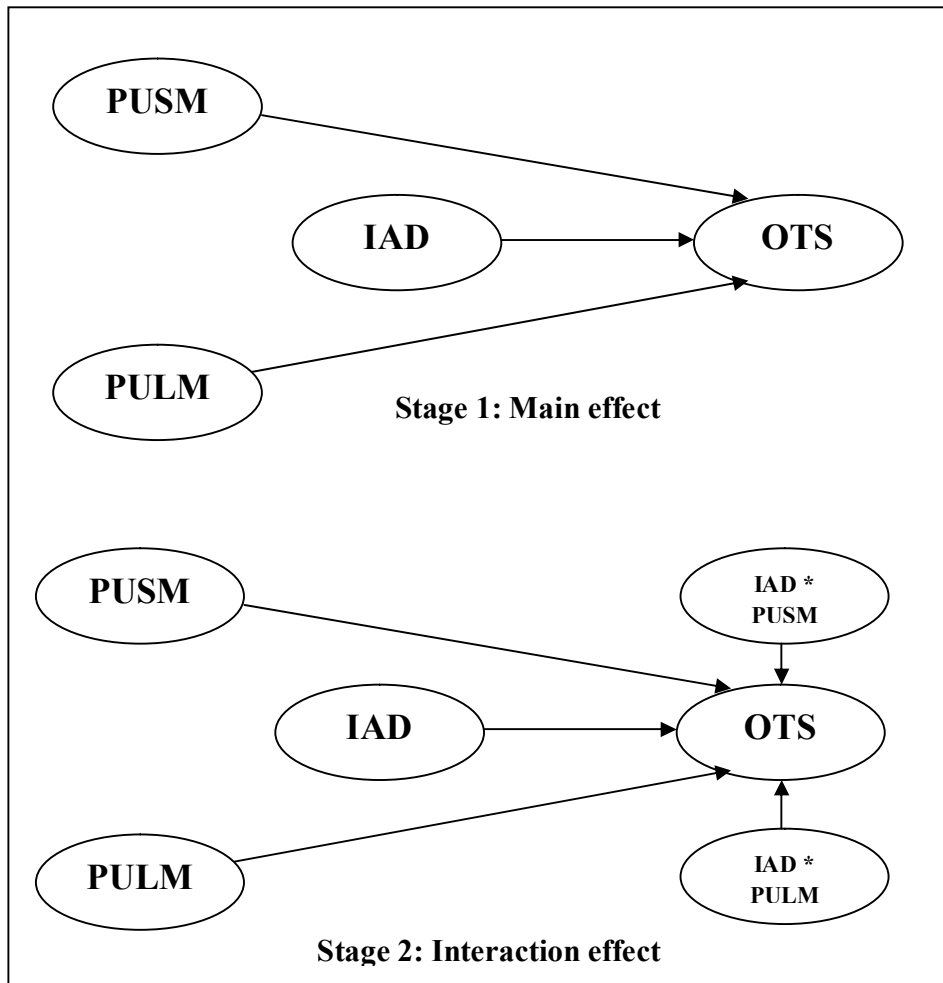 PUSM
IAD
OTS
PULM
Stage 1: Main effect
PUSM
IAD *
PUSM
IAD
OTS
PULM
IAD *
PULM
Stage 2: Interaction effect